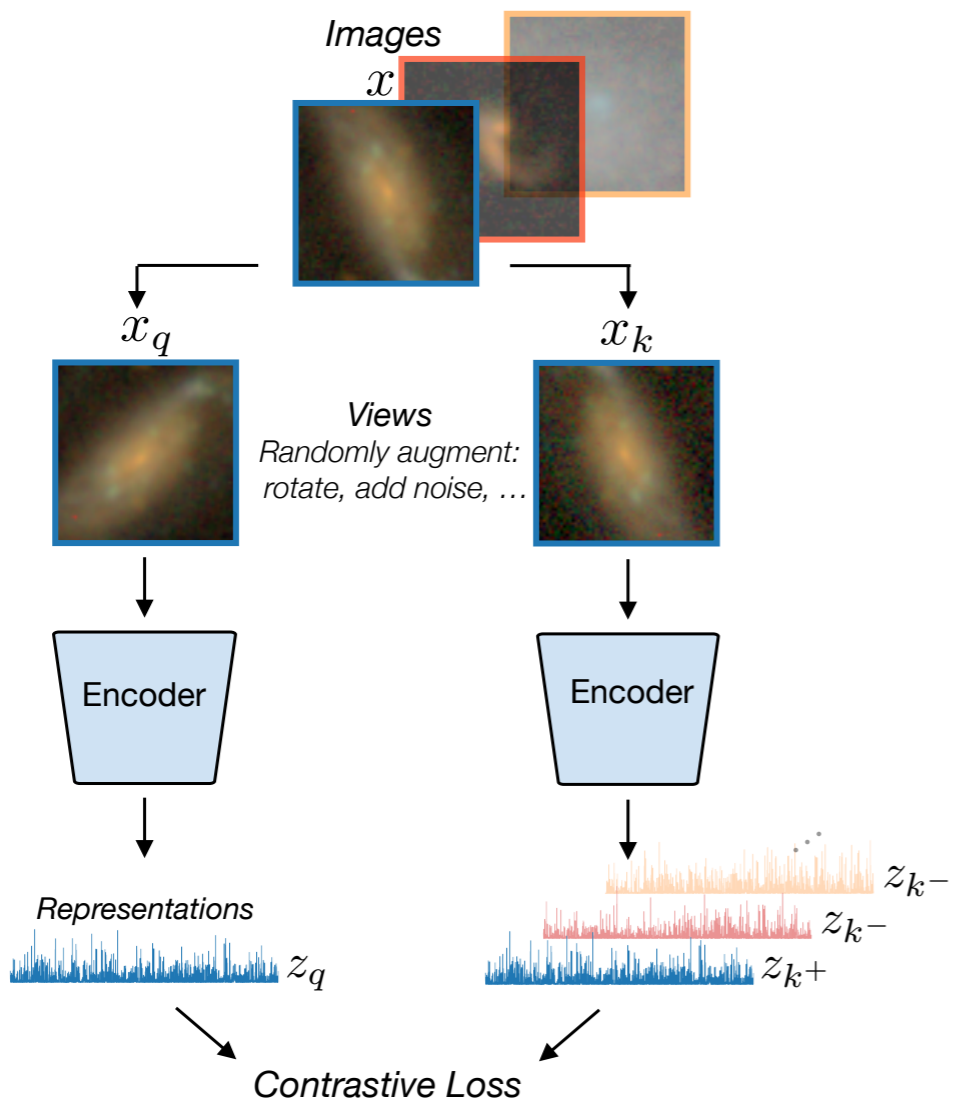 Images
x
x_q
x_k
Views
Randomly augment:
rotate, add noise, …
Encoder
Encoder
Representations
z_q
z_{k^-}
z_{k^-}
z_{k^+}
Contrastive Loss